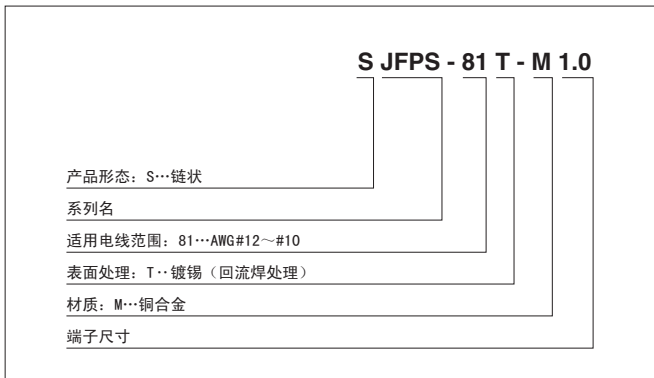 S JFPS - 81 T - M 1.0
产品形态：S…链状
系列名
适用电线范围：81…AWG#12～#10
表面处理：T‥镀锡（回流焊处理）
材质：M…铜合金
端子尺寸